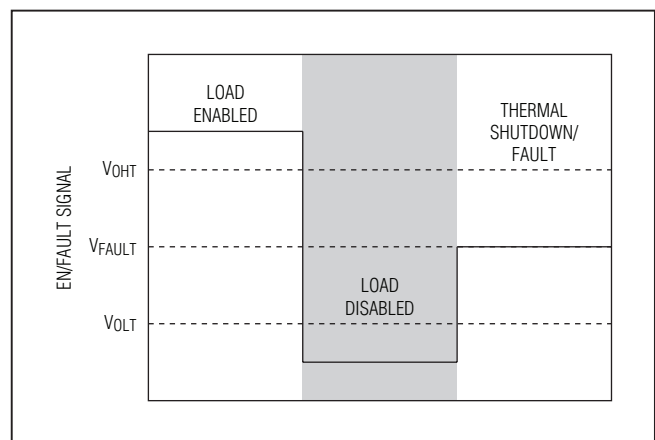 EN/FAULT SIGNAL
LOAD
ENABLED
THERMAL
SHUTDOWN/
FAULT
VOHT
VFAULT
LOAD
DISABLED
VOLT